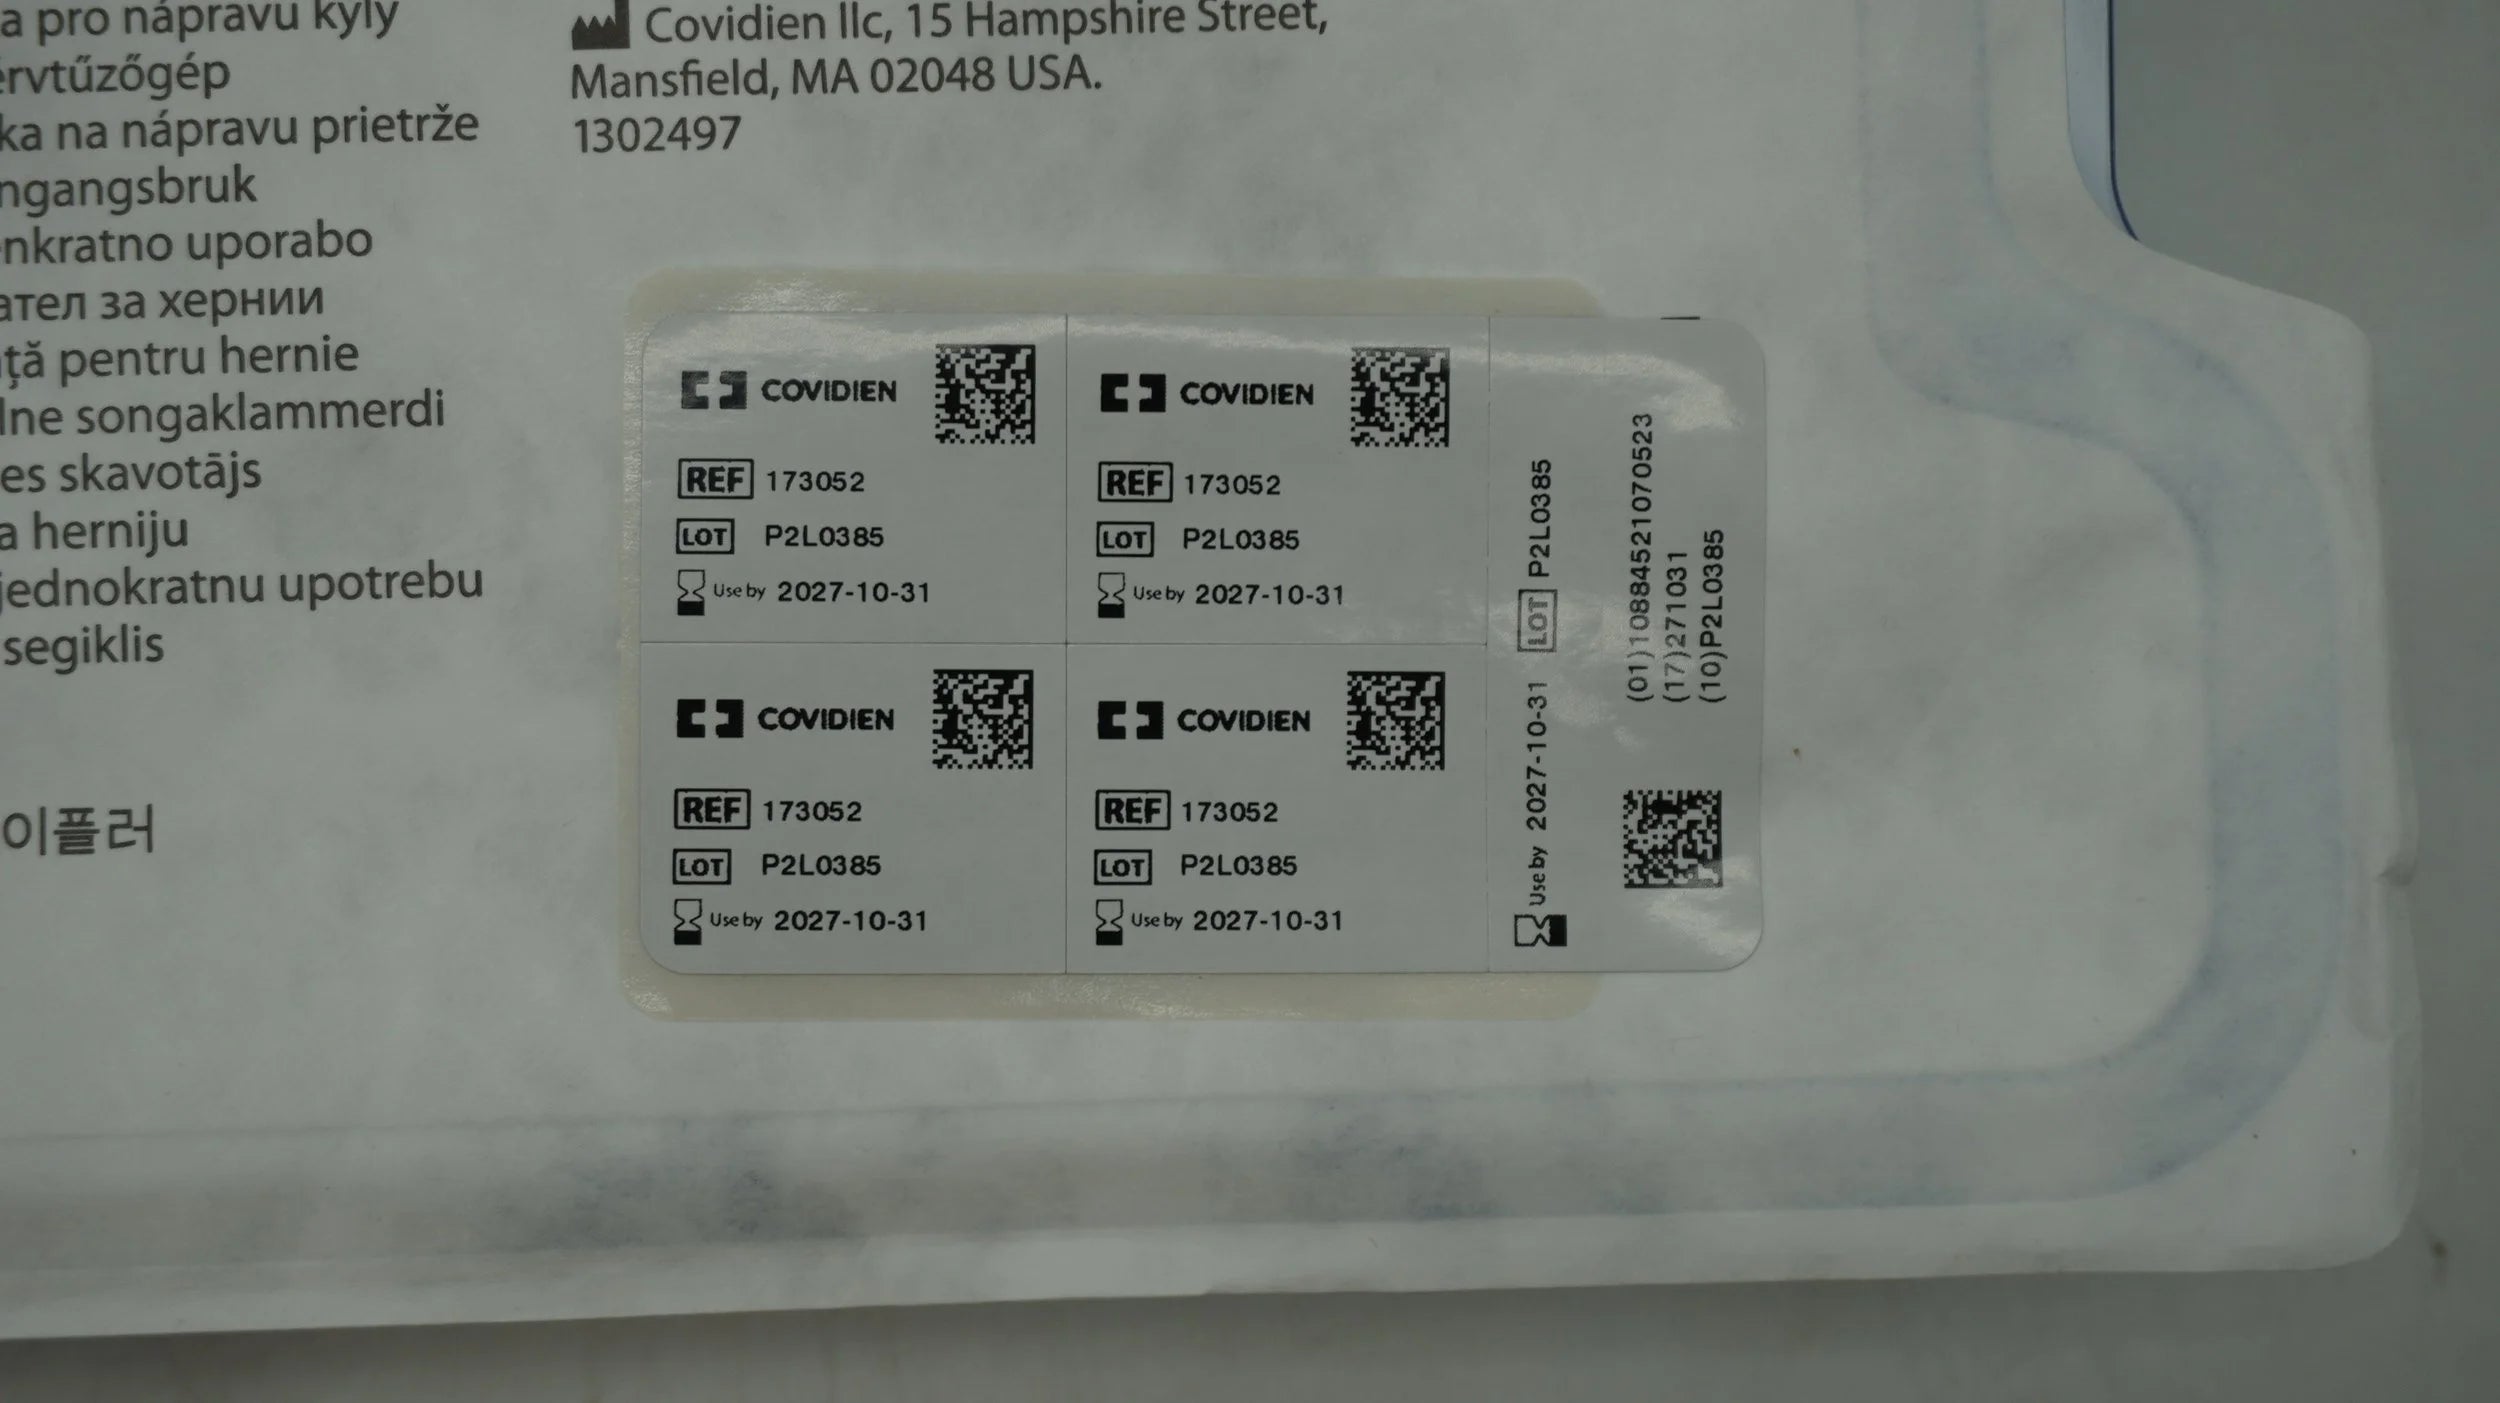 a pro nápravu kýly
érvtűzőgép
ka na nápravu prietrže
ngangsbruk
enkratno uporabo
ател за хернии
ță pentru hernie
lne songaklammerdi
es skavotājs
a herniju
jednokratnu upotrebu
segiklis
이플러
Covidien llc, 15 Hampshire Street,
Mansfield, MA 02048 USA.
1302497
COVIDIEN
REF 173052
LOT P2L0385
Use by 2027-10-31
COVIDIEN
REF 173052
LOT P2L0385
Use by 2027-10-31
COVIDIEN
REF 173052
LOT P2L0385
Use by 2027-10-31
COVIDIEN
REF 173052
LOT P2L0385
Use by 2027-10-31
Use by 2027-10-31 LOT P2L0385
(01)10884521070523
(17)271031
(10)P2L0385